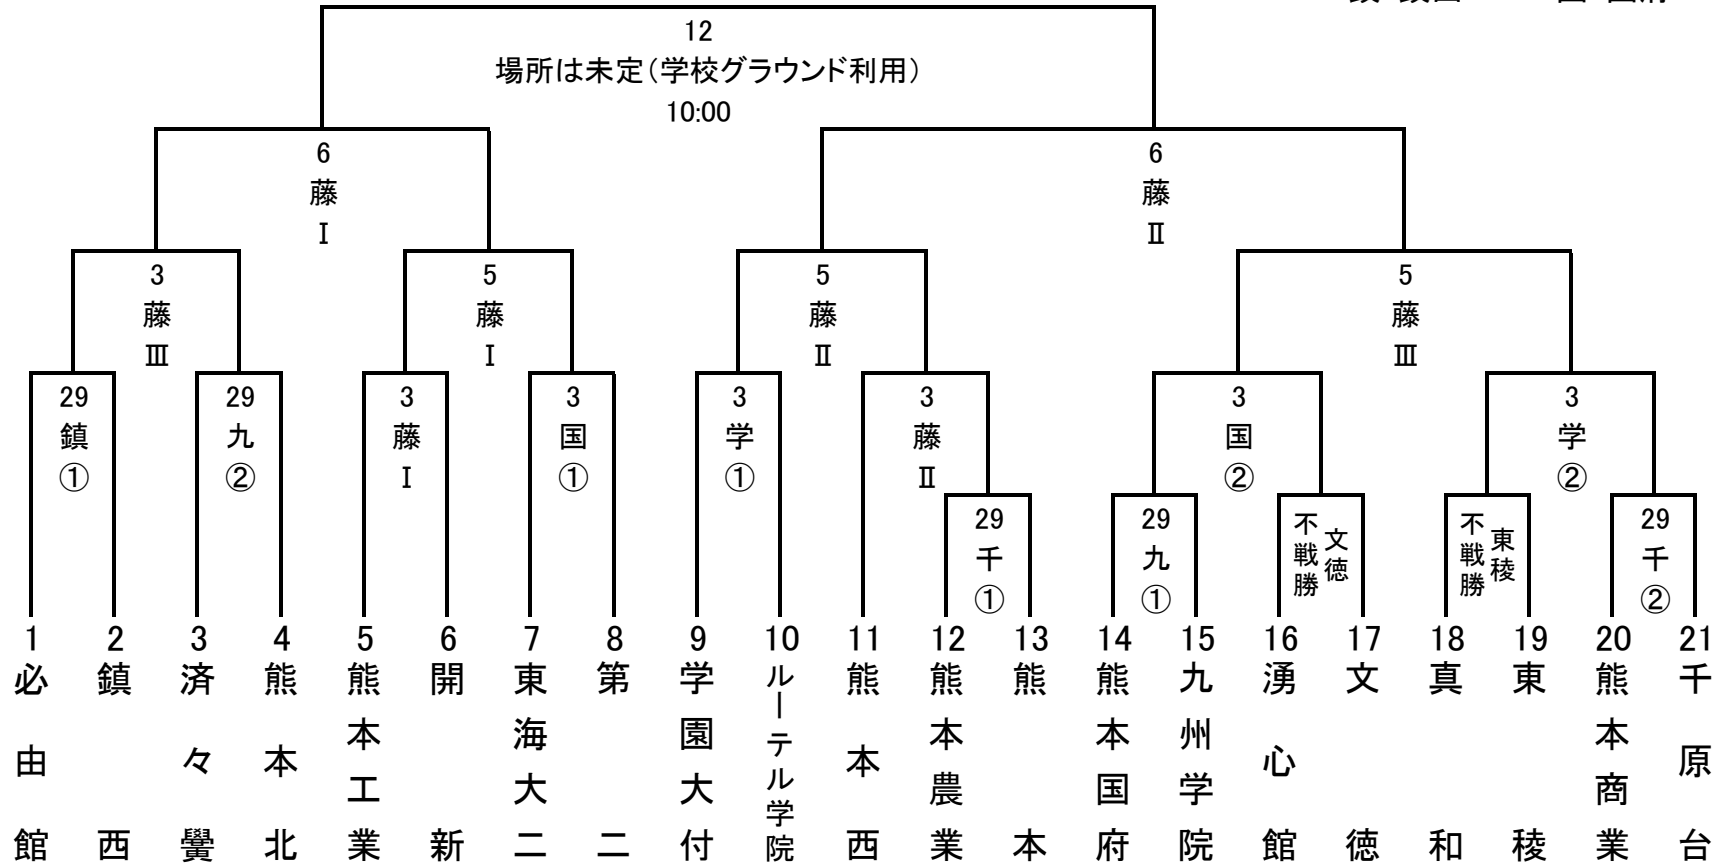 12
場所は未定(学校グラウンド利用)
10:00
6
藤
Ⅰ
6
藤
Ⅱ
3
藤
Ⅲ
5
藤
Ⅰ
5
藤
Ⅱ
5
藤
Ⅲ
29
鎮
①
29
九
②
3
藤
Ⅰ
3
国
①
3
学
①
3
藤
Ⅱ
3
国
②
3
学
②
29
千
①
29
九
①
文徳
不戦勝
東稜
不戦勝
29
千
②
1
必由館
2
鎮西
3
済々黌
4
熊本北
5
熊本工業
6
開新
7
東海大二
8
第二
9
学園大付
10
ルーテル学院
11
熊本西
12
熊本農業
13
熊本
14
熊本国府
15
九州学院
16
湧心館
17
文徳
18
真和
19
東稜
20
熊本商業
21
千原台